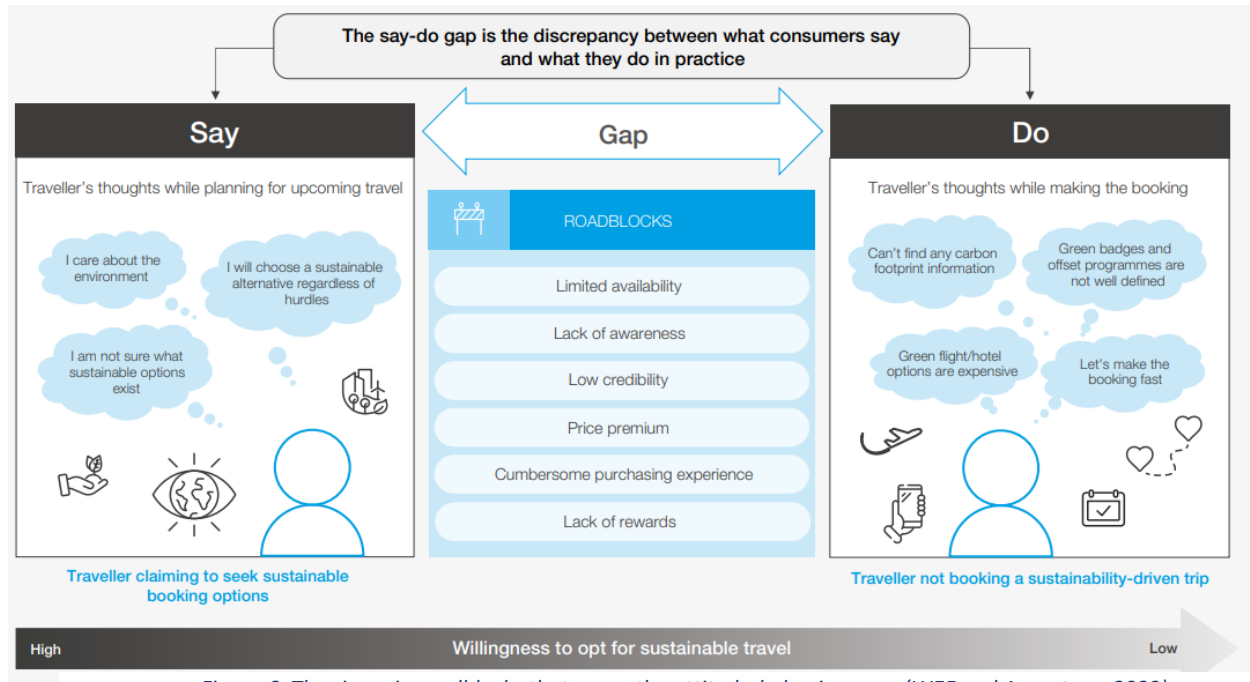 The say-do gap is the discrepancy between what consumers say
and what they do in practice
Say
Gap
Do
Traveller's thoughts while planning for upcoming travel
I care about the
environment
I will choose a sustainable
alternative regardless of
hurdles
I am not sure what
sustainable options
exist
ROADBLOCKS
Limited availability
Lack of awareness
Low credibility
Price premium
Cumbersome purchasing experience
Lack of rewards
Traveller's thoughts while making the booking
Can't find any carbon
footprint information
Green badges and
offset programmes are
not well defined
Green flight/hotel
options are expensive
Let's make the
booking fast
Traveller claiming to seek sustainable
booking options
Traveller not booking a sustainability-driven trip
High
Willingness to opt for sustainable travel
Low